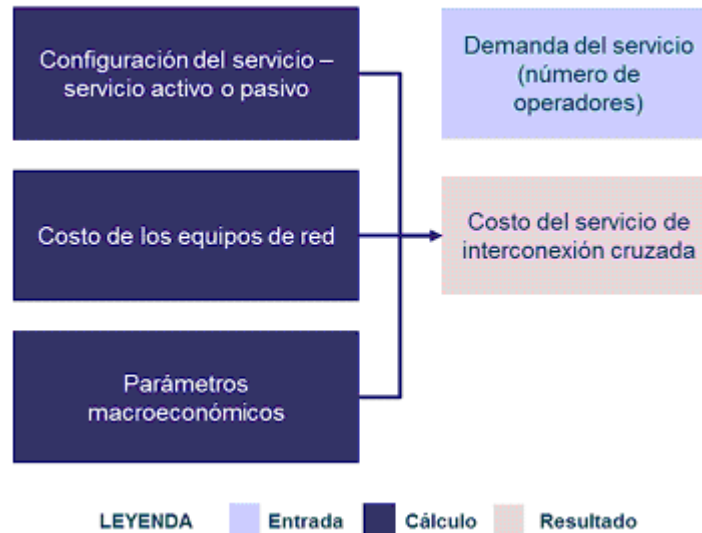 Configuración del servicio –
servicio activo o pasivo
Demanda del servicio
(número de
operadores)
Costo de los equipos de red
Costo del servicio de
interconexión cruzada
Parámetros
macroeconómicos
LEYENDA Entrada Cálculo Resultado